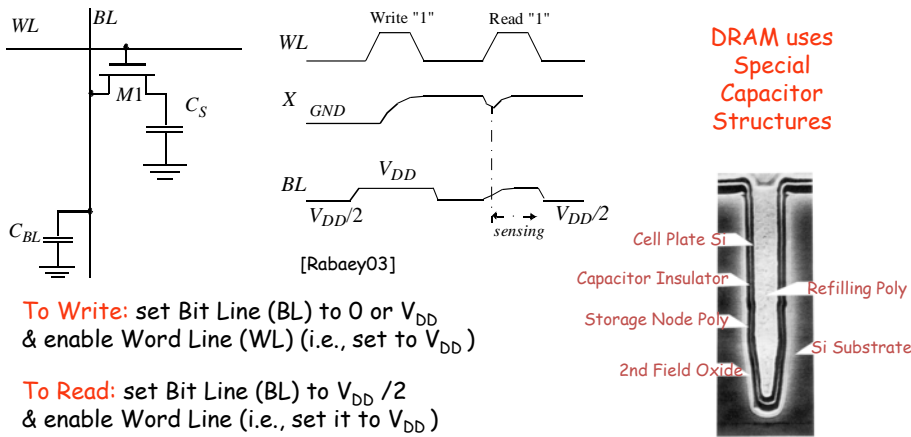 WL
BL
M1
C_S
C_BL
Write "1"
Read "1"
WL
X
GND
V_DD
BL
V_DD/2
V_DD/2
sensing
[Rabaey03]
To Write: set Bit Line (BL) to 0 or V_DD
& enable Word Line (WL) (i.e., set to V_DD )
To Read: set Bit Line (BL) to V_DD /2
& enable Word Line (i.e., set it to V_DD )
DRAM uses
Special
Capacitor
Structures
Cell Plate Si
Capacitor Insulator
Refilling Poly
Storage Node Poly
Si Substrate
2nd Field Oxide